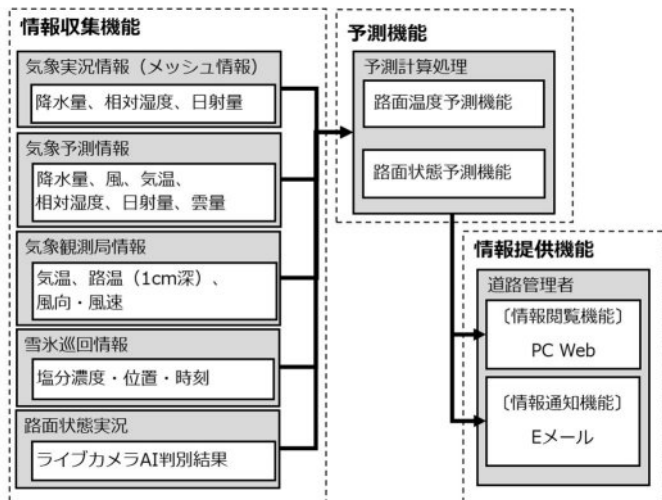 情報収集機能
気象実況情報（メッシュ情報）
降水量、相対湿度、日射量
気象予測情報
降水量、風、気温、
相対湿度、日射量、雲量
気象観測局情報
気温、路温（1cm深）、
風向・風速
雪氷巡回情報
塩分濃度・位置・時刻
路面状態実況
ライブカメラAI判別結果
予測機能
予測計算処理
路面温度予測機能
路面状態予測機能
情報提供機能
道路管理者
〔情報閲覧機能〕
PC Web
〔情報通知機能〕
Eメール